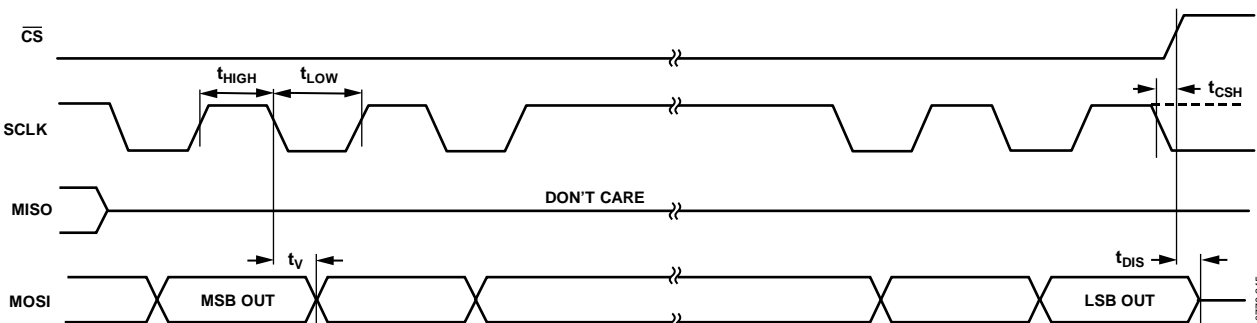 CS
tHIGH
tLOW
tCSH
SCLK
MISO
DON'T CARE
tV
tDIS
MOSI
MSB OUT
LSB OUT